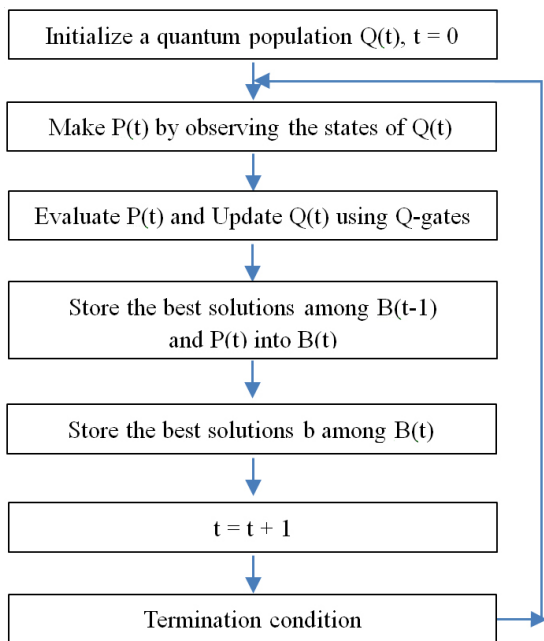 Initialize a quantum population Q(t), t = 0
Make P(t) by observing the states of Q(t)
Evaluate P(t) and Update Q(t) using Q-gates
Store the best solutions among B(t-1)
and P(t) into B(t)
Store the best solutions b among B(t)
t = t + 1
Termination condition